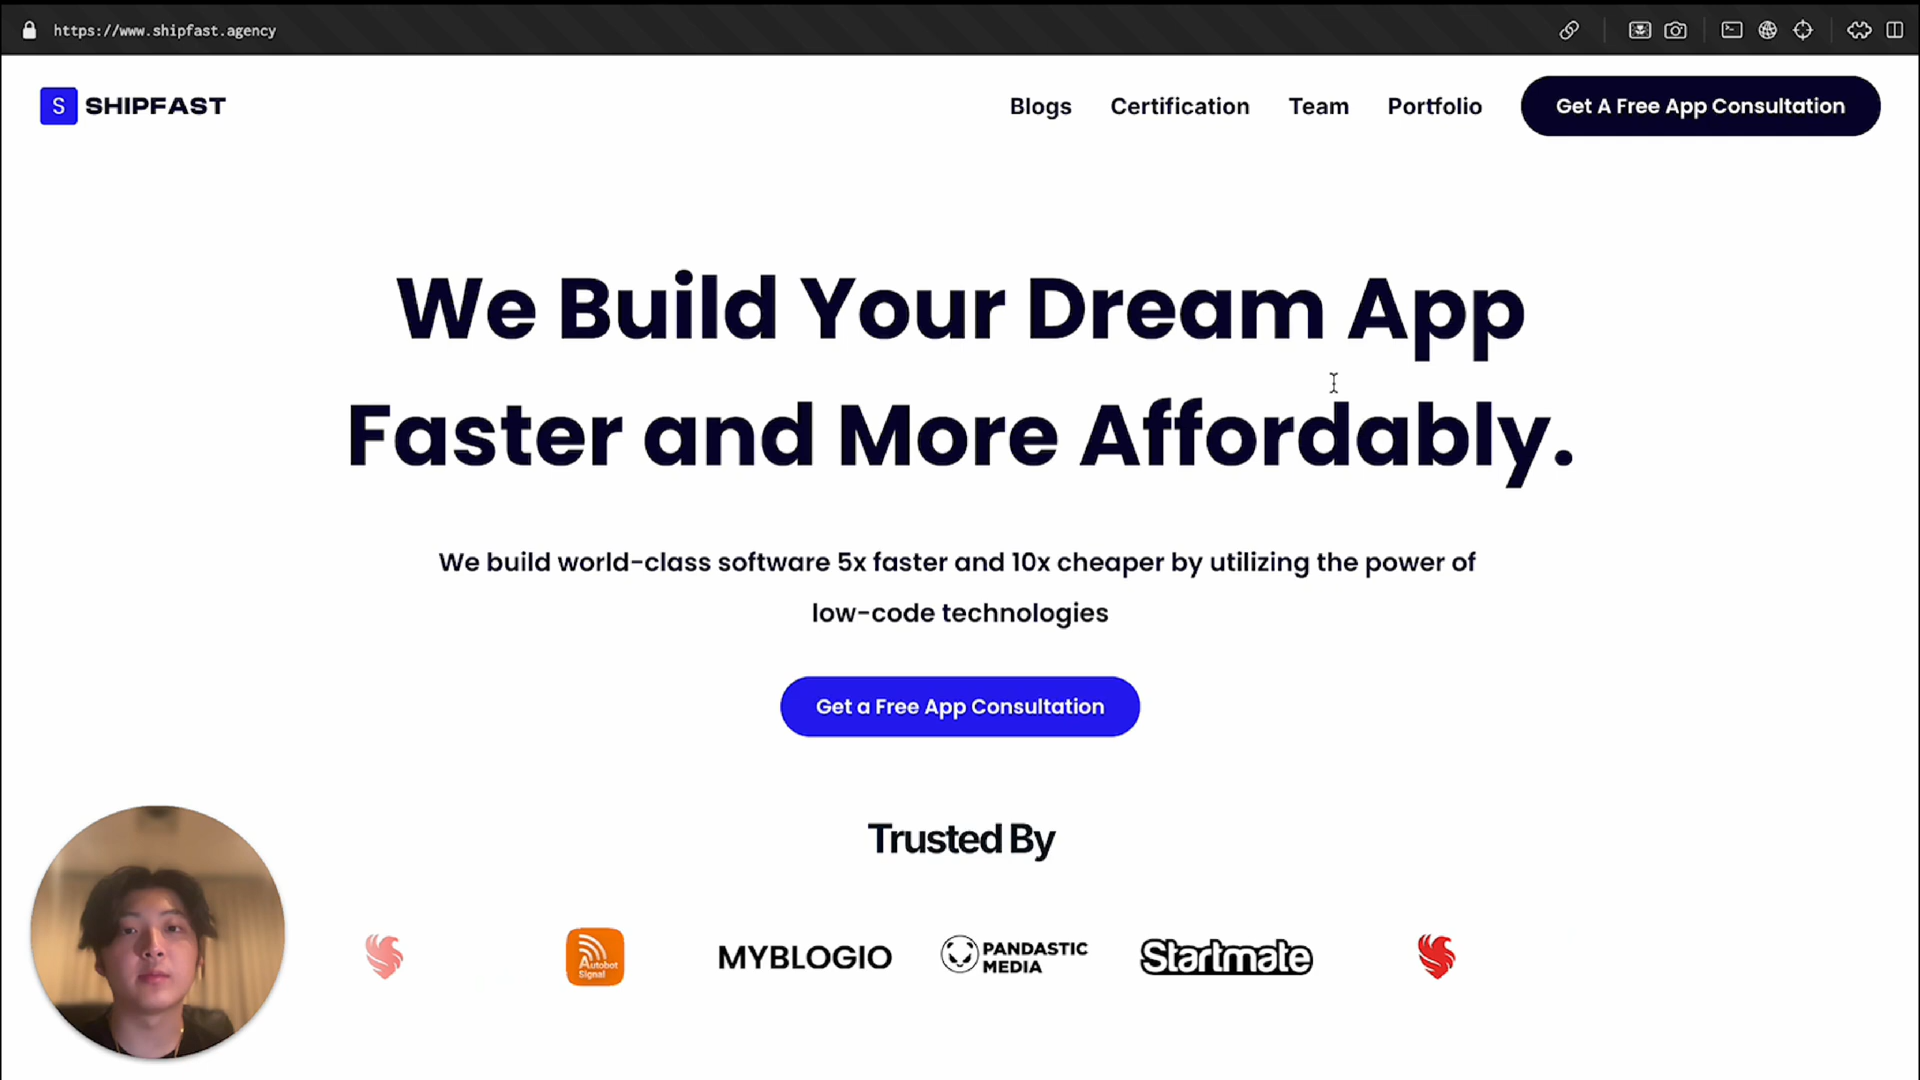 https://www.shipfast.agency
S SHIPFAST
Blogs
Certification
Team
Portfolio
Get A Free App Consultation
We Build Your Dream App
Faster and More Affordably.
We build world-class software 5x faster and 10x cheaper by utilizing the power of
low-code technologies
Get a Free App Consultation
Trusted By
Autobot
Signal
MYBLOGIO
PANDASTIC
MEDIA
Startmate